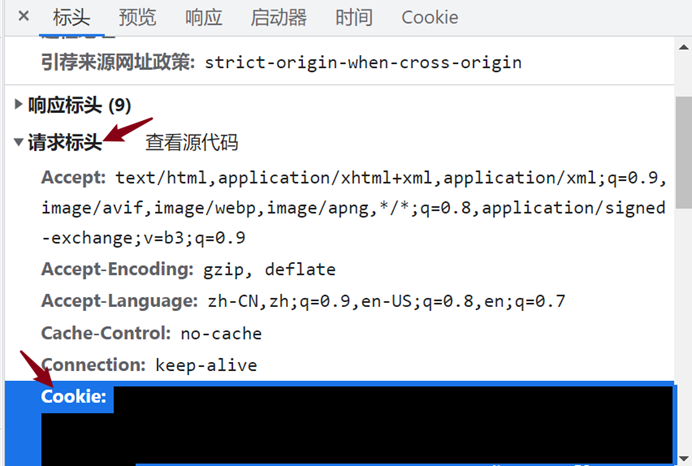 × 标头 预览 响应 启动器 时间 Cookie
引荐来源网址政策: strict-origin-when-cross-origin
响应标头 (9)
请求标头 查看源代码
Accept: text/html,application/xhtml+xml,application/xml;q=0.9,
image/avif,image/webp,image/apng,*/*;q=0.8,application/signed
-exchange;v=b3;q=0.9
Accept-Encoding: gzip, deflate
Accept-Language: zh-CN,zh;q=0.9,en-US;q=0.8,en;q=0.7
Cache-Control: no-cache
Connection: keep-alive
Cookie: